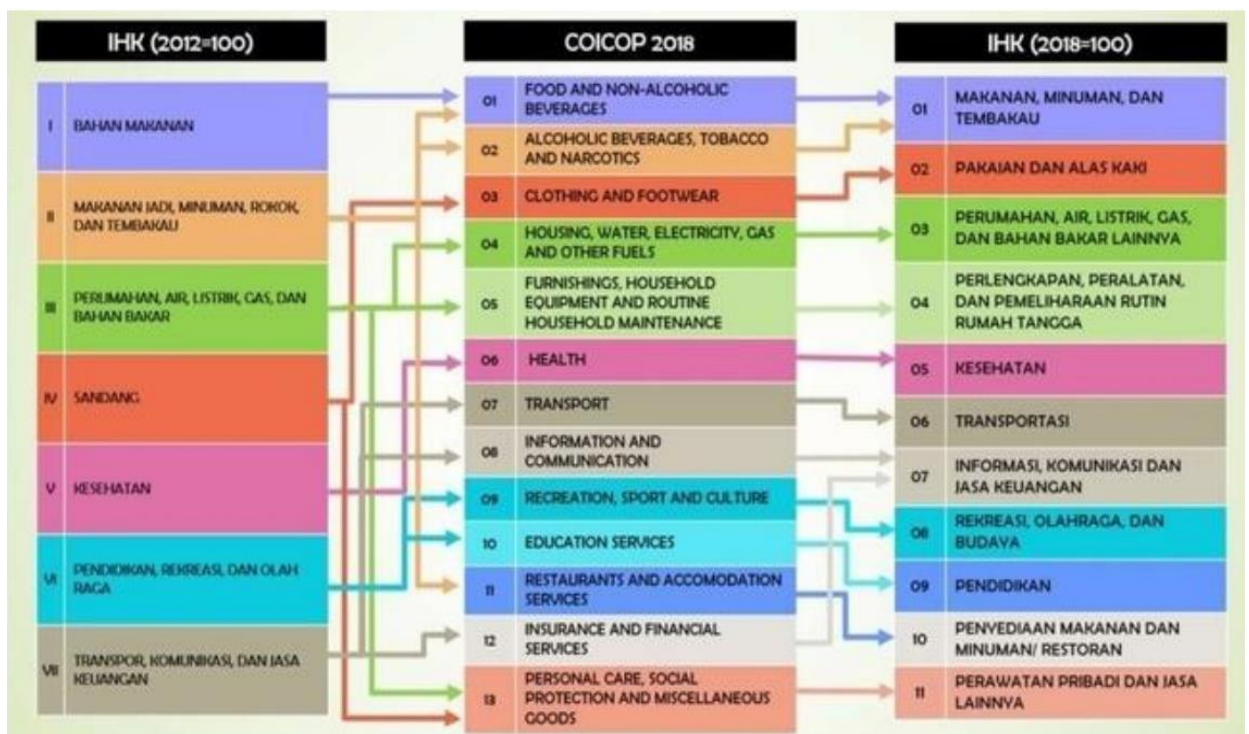 IHK (2012=100)
I
BAHAN MAKANAN
II
MAKANAN JADI, MINUMAN, ROKOK,
DAN TEMBAKAU
III
PERUMAHAN, AIR, LISTRIK, GAS, DAN
BAHAN BAKAR
IV
SANDANG
V
KESEHATAN
VI
PENDIDIKAN, REKREASI, DAN OLAH
RAGA
VII
TRANSPOR, KOMUNIKASI, DAN JASA
KEUANGAN
COICOP 2018
01
FOOD AND NON-ALCOHOLIC
BEVERAGES
02
ALCOHOLIC BEVERAGES, TOBACCO
AND NARCOTICS
03
CLOTHING AND FOOTWEAR
04
HOUSING, WATER, ELECTRICITY, GAS
AND OTHER FUELS
05
FURNISHINGS, HOUSEHOLD
EQUIPMENT AND ROUTINE
HOUSEHOLD MAINTENANCE
06
HEALTH
07
TRANSPORT
08
INFORMATION AND
COMMUNICATION
09
RECREATION, SPORT AND CULTURE
10
EDUCATION SERVICES
11
RESTAURANTS AND ACCOMODATION
SERVICES
12
INSURANCE AND FINANCIAL
SERVICES
13
PERSONAL CARE, SOCIAL
PROTECTION AND MISCELLANEOUS
GOODS
IHK (2018=100)
01
MAKANAN, MINUMAN, DAN
TEMBAKAU
02
PAKAIAN DAN ALAS KAKI
03
PERUMAHAN, AIR, LISTRIK, GAS,
DAN BAHAN BAKAR LAINNYA
04
PERLENGKAPAN, PERALATAN,
DAN PEMELIHARAAN RUTIN
RUMAH TANGGA
05
KESEHATAN
06
TRANSPORTASI
07
INFORMASI, KOMUNIKASI DAN
JASA KEUANGAN
08
REKREASI, OLAHRAGA, DAN
BUDAYA
09
PENDIDIKAN
10
PENYEDIAAN MAKANAN DAN
MINUMAN/ RESTORAN
11
PERAWATAN PRIBADI DAN JASA
LAINNYA